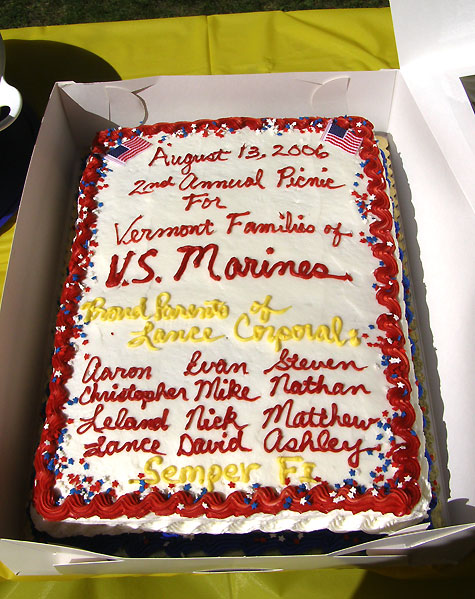 August 13, 2006
2nd Annual Picnic
For
Vermont Families of
U.S. Marines
Proud Parents of
Lance Corporals
Aaron Evan Steven
Christopher Mike Nathan
Leland Nick Matthew
Lance David Ashley
Semper Fi